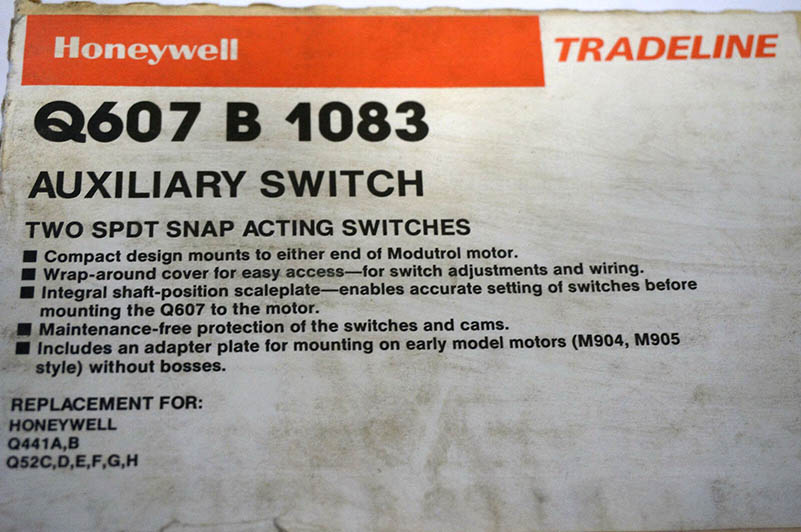 Honeywell TRADELINE
Q607 B 1083
AUXILIARY SWITCH
TWO SPDT SNAP ACTING SWITCHES
■ Compact design mounts to either end of Modutrol motor.
■ Wrap-around cover for easy access—for switch adjustments and wiring.
■ Integral shaft-position scaleplate—enables accurate setting of switches before
mounting the Q607 to the motor.
■ Maintenance-free protection of the switches and cams.
■ Includes an adapter plate for mounting on early model motors (M904, M905
style) without bosses.
REPLACEMENT FOR:
HONEYWELL
Q441A,B
Q52C,D,E,F,G,H